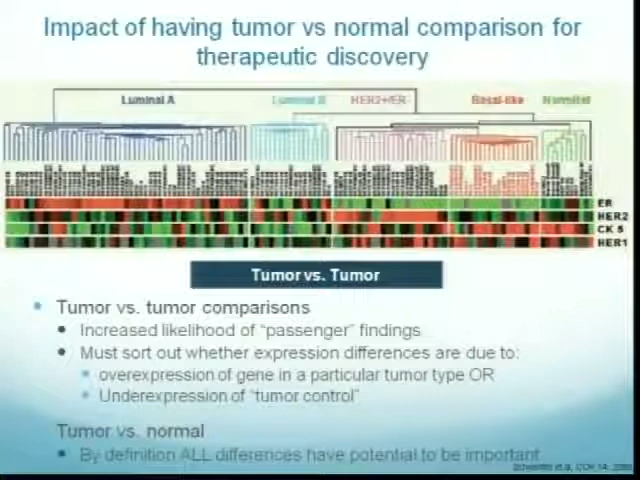 Impact of having tumor vs normal comparison for
therapeutic discovery
Luminal A Luminal B HER2+/ER- Basal-like Normallike
ER
HER2
CK 5
HER1
Tumor vs. Tumor
Tumor vs. tumor comparisons
Increased likelihood of "passenger" findings
Must sort out whether expression differences are due to:
overexpression of gene in a particular tumor type OR
Underexpression of "tumor control"
Tumor vs. normal
By definition ALL differences have potential to be important